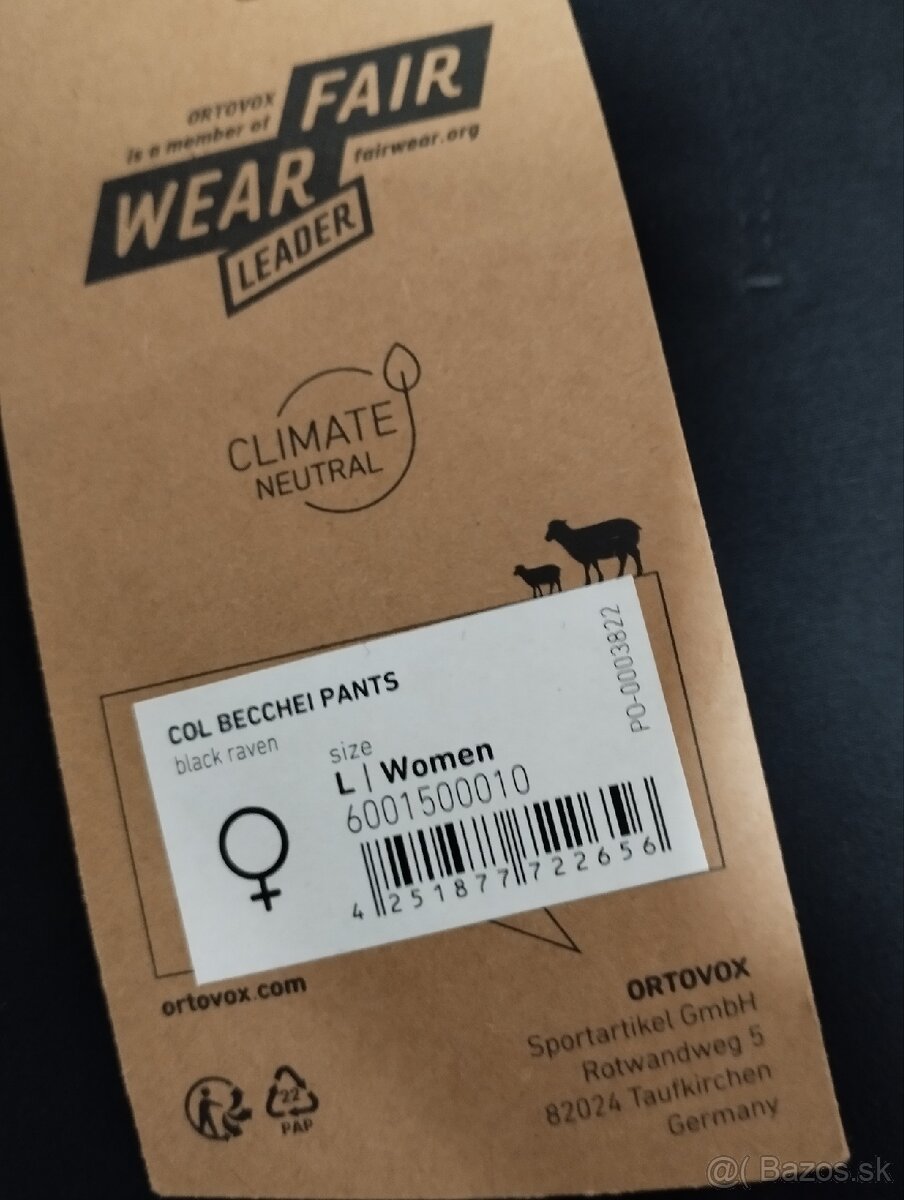 ORTOVOX
is a member of
FAIR
WEAR
fairwear.org
LEADER
CLIMATE
NEUTRAL
COL BECCHEI PANTS
black raven
size
L | Women
6001500010
PO-0003822
4 251877 722656
ortovox.com
ORTOVOX
Sportartikel GmbH
Rotwandweg 5
82024 Taufkirchen
Germany
22
PAP
@( Bazos.sk